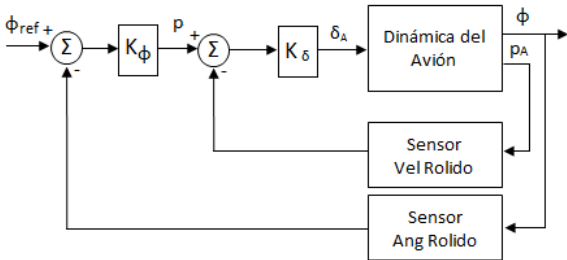 ϕref +
Σ
-
Kϕ
p
+
Σ
-
Kδ
δA
Dinámica del
Avión
ϕ
pA
Sensor
Vel Rolido
Sensor
Ang Rolido